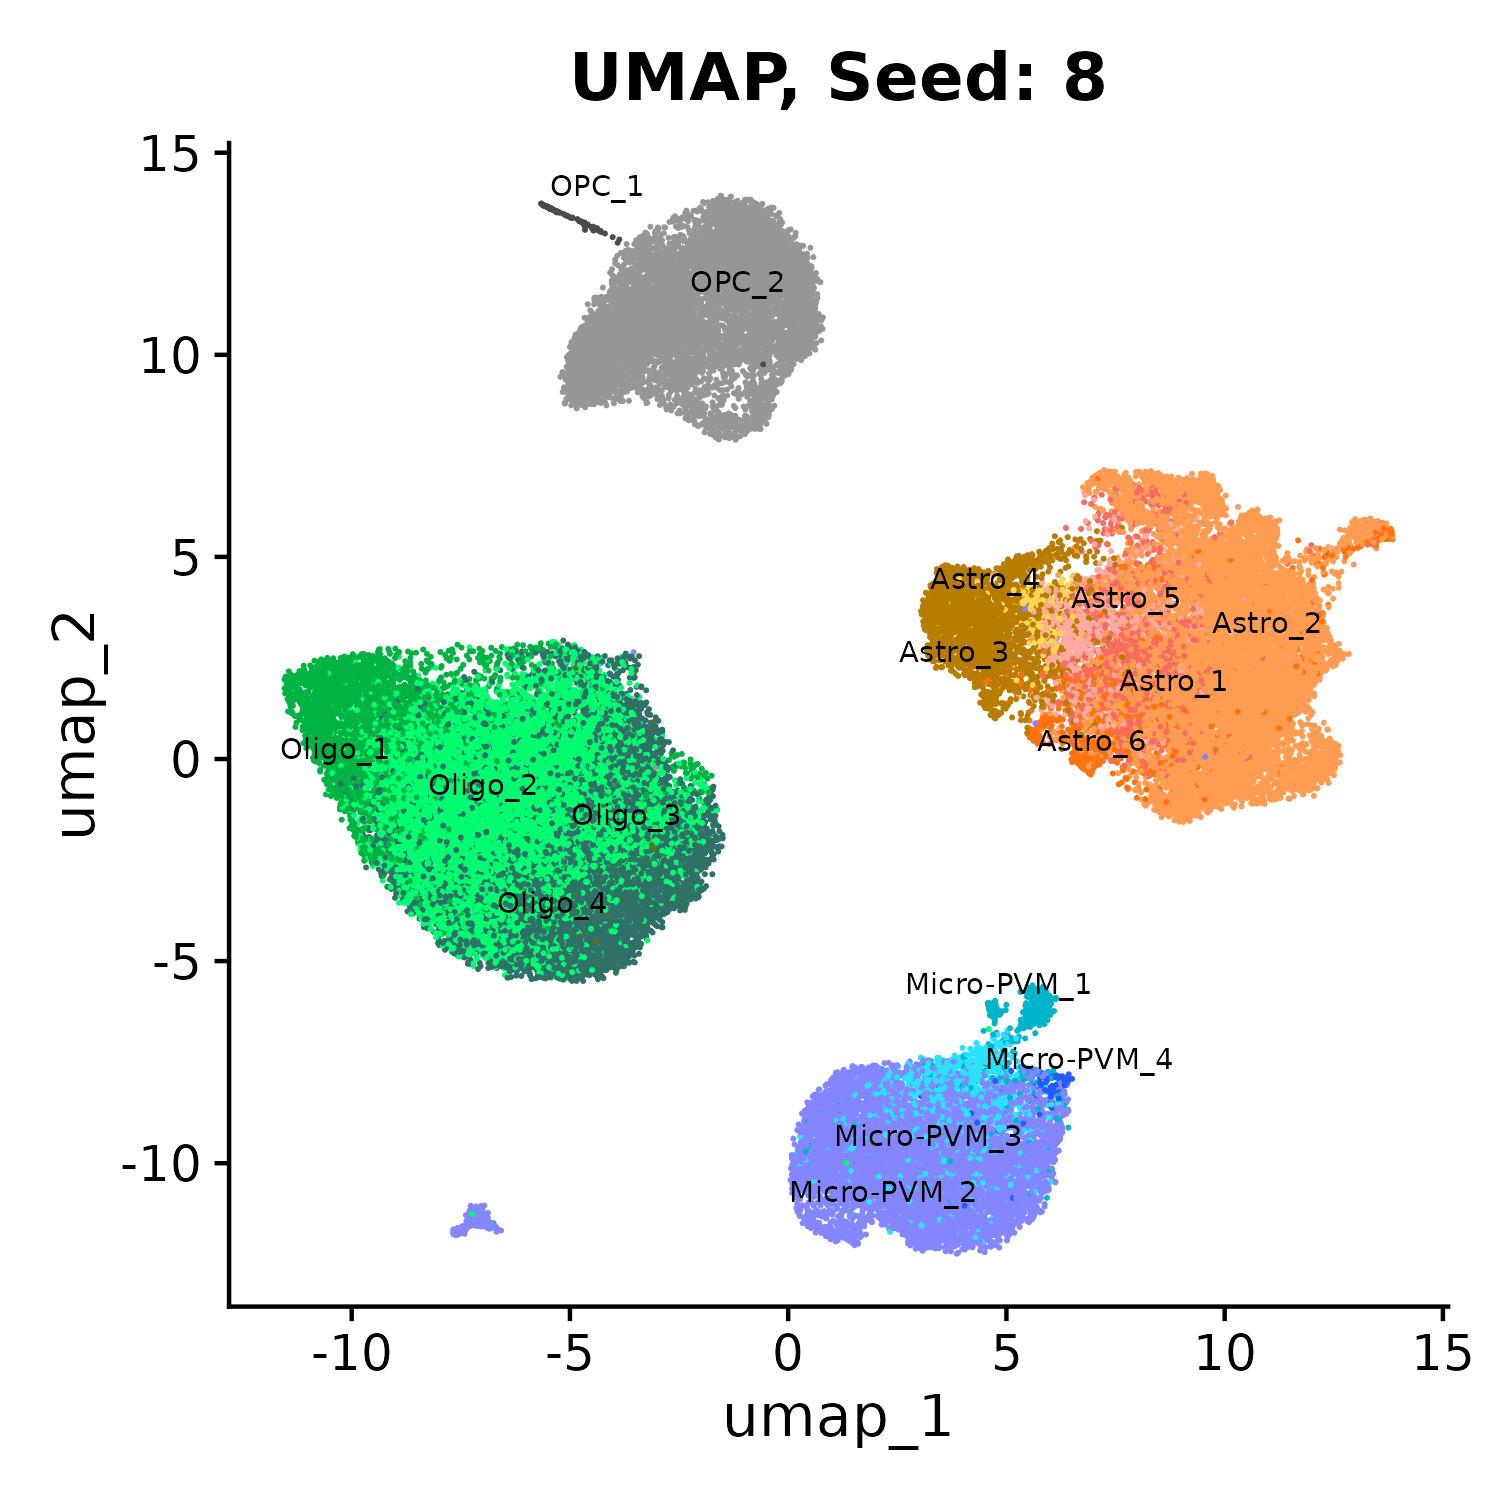 UMAP, Seed: 8
15
OPC_1
OPC_2
10
5
Astro_4
Astro_5
Astro_2
Astro_3
Astro_1
Astro_6
Oligo_1
0
Oligo_2
Oligo_3
Oligo_4
-5
Micro-PVM_1
Micro-PVM_4
Micro-PVM_3
-10
Micro-PVM_2
umap_2
-10 -5 0 5 10 15
umap_1